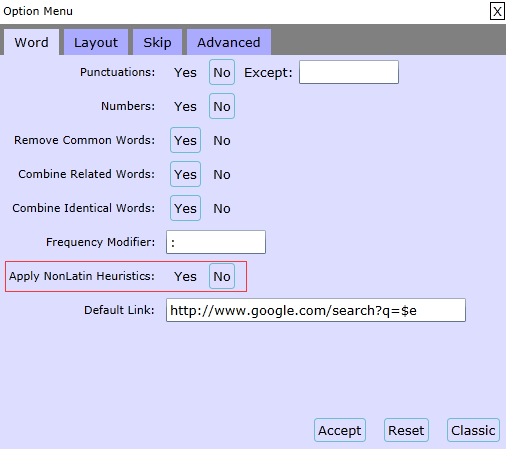 Option Menu X
Word Layout Skip Advanced
Punctuations: Yes No Except:
Numbers: Yes No
Remove Common Words: Yes No
Combine Related Words: Yes No
Combine Identical Words: Yes No
Frequency Modifier: :
Apply NonLatin Heuristics: Yes No
Default Link: http://www.google.com/search?q=$e
Accept Reset Classic